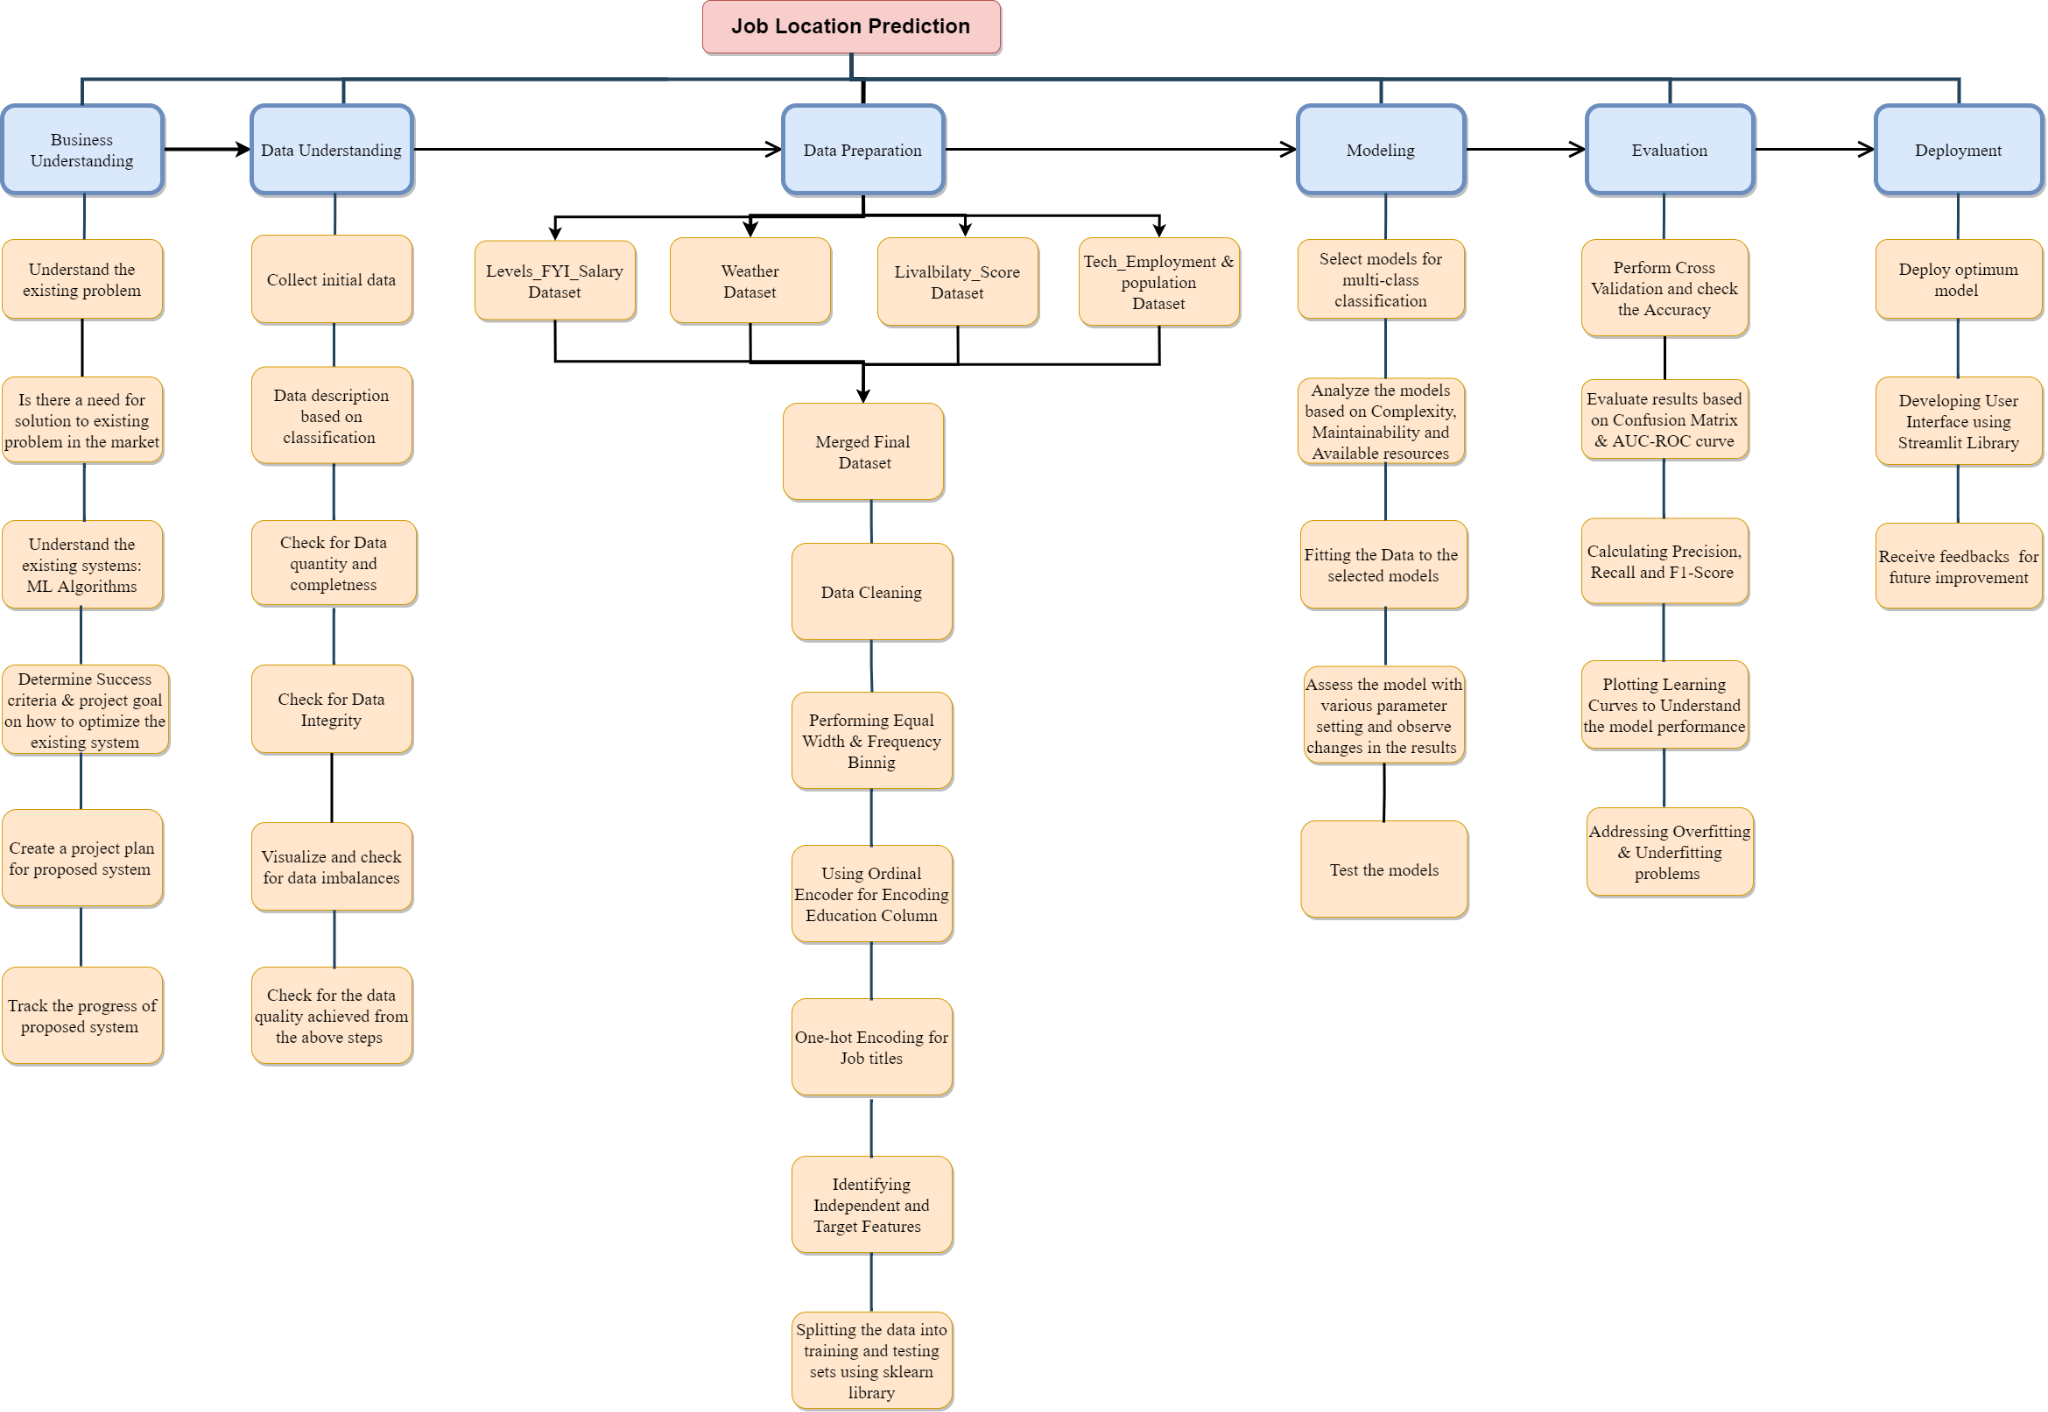 Job Location Prediction
Business
Understanding
Data Understanding
Data Preparation
Modeling
Evaluation
Deployment
Understand the
existing problem
Is there a need for
solution to existing
problem in the market
Understand the
existing systems:
ML Algorithms
Determine Success
criteria & project goal
on how to optimize the
existing system
Create a project plan
for proposed system
Track the progress of
proposed system
Collect initial data
Data description
based on
classification
Check for Data
quantity and
completness
Check for Data
Integrity
Visualize and check
for data imbalances
Check for the data
quality achieved from
the above steps
Levels_FYI_Salary
Dataset
Weather
Dataset
Livalbilaty_Score
Dataset
Tech_Employment &
population
Dataset
Merged Final
Dataset
Data Cleaning
Performing Equal
Width & Frequency
Binnig
Using Ordinal
Encoder for Encoding
Education Column
One-hot Encoding for
Job titles
Identifying
Independent and
Target Features
Splitting the data into
training and testing
sets using sklearn
library
Select models for
multi-class
classification
Analyze the models
based on Complexity,
Maintainability and
Available resources
Fitting the Data to the
selected models
Assess the model with
various parameter
setting and observe
changes in the results
Test the models
Perform Cross
Validation and check
the Accuracy
Evaluate results based
on Confusion Matrix
& AUC-ROC curve
Calculating Precision,
Recall and F1-Score
Plotting Learning
Curves to Understand
the model performance
Addressing Overfitting
& Underfitting
problems
Deploy optimum
model
Developing User
Interface using
Streamlit Library
Receive feedbacks  for
future improvement